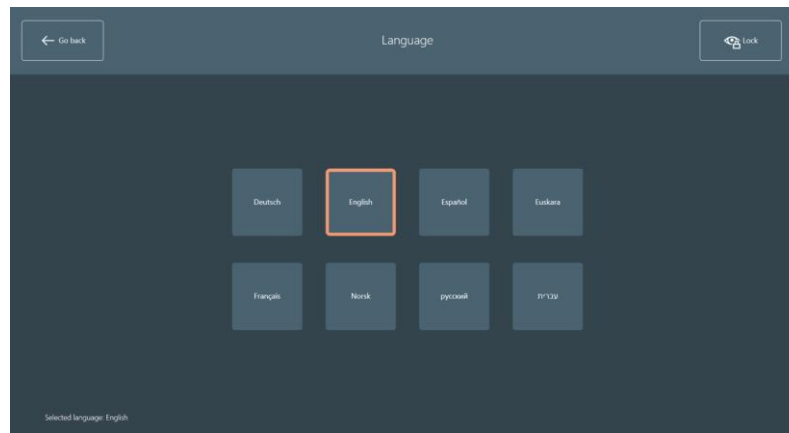 Go back
Language
Lock
Deutsch
English
Español
Euskara
Français
Norsk
русский
עברית
Selected language: English